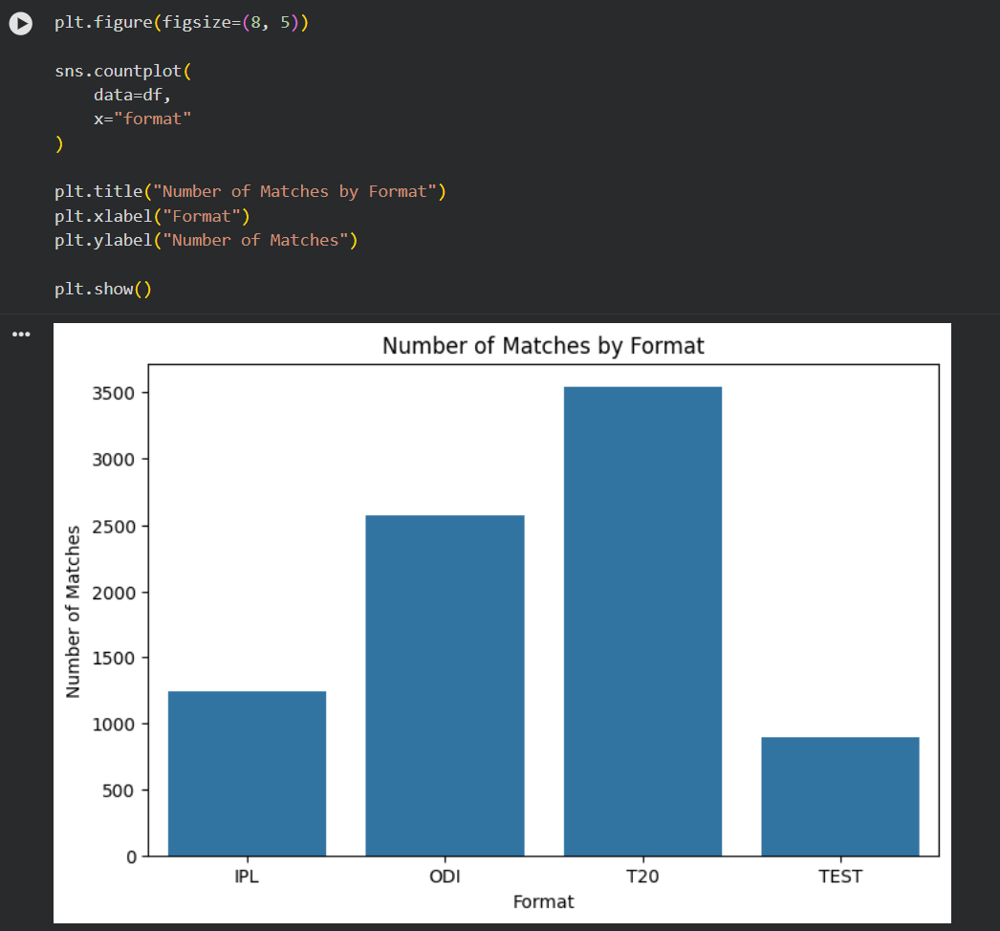 plt.figure(figsize=(8, 5))
sns.countplot(
    data=df,
    x="format"
)
plt.title("Number of Matches by Format")
plt.xlabel("Format")
plt.ylabel("Number of Matches")
plt.show()
Number of Matches by Format
3500
3000
2500
2000
1500
1000
500
0
Number of Matches
IPL ODI T20 TEST
Format